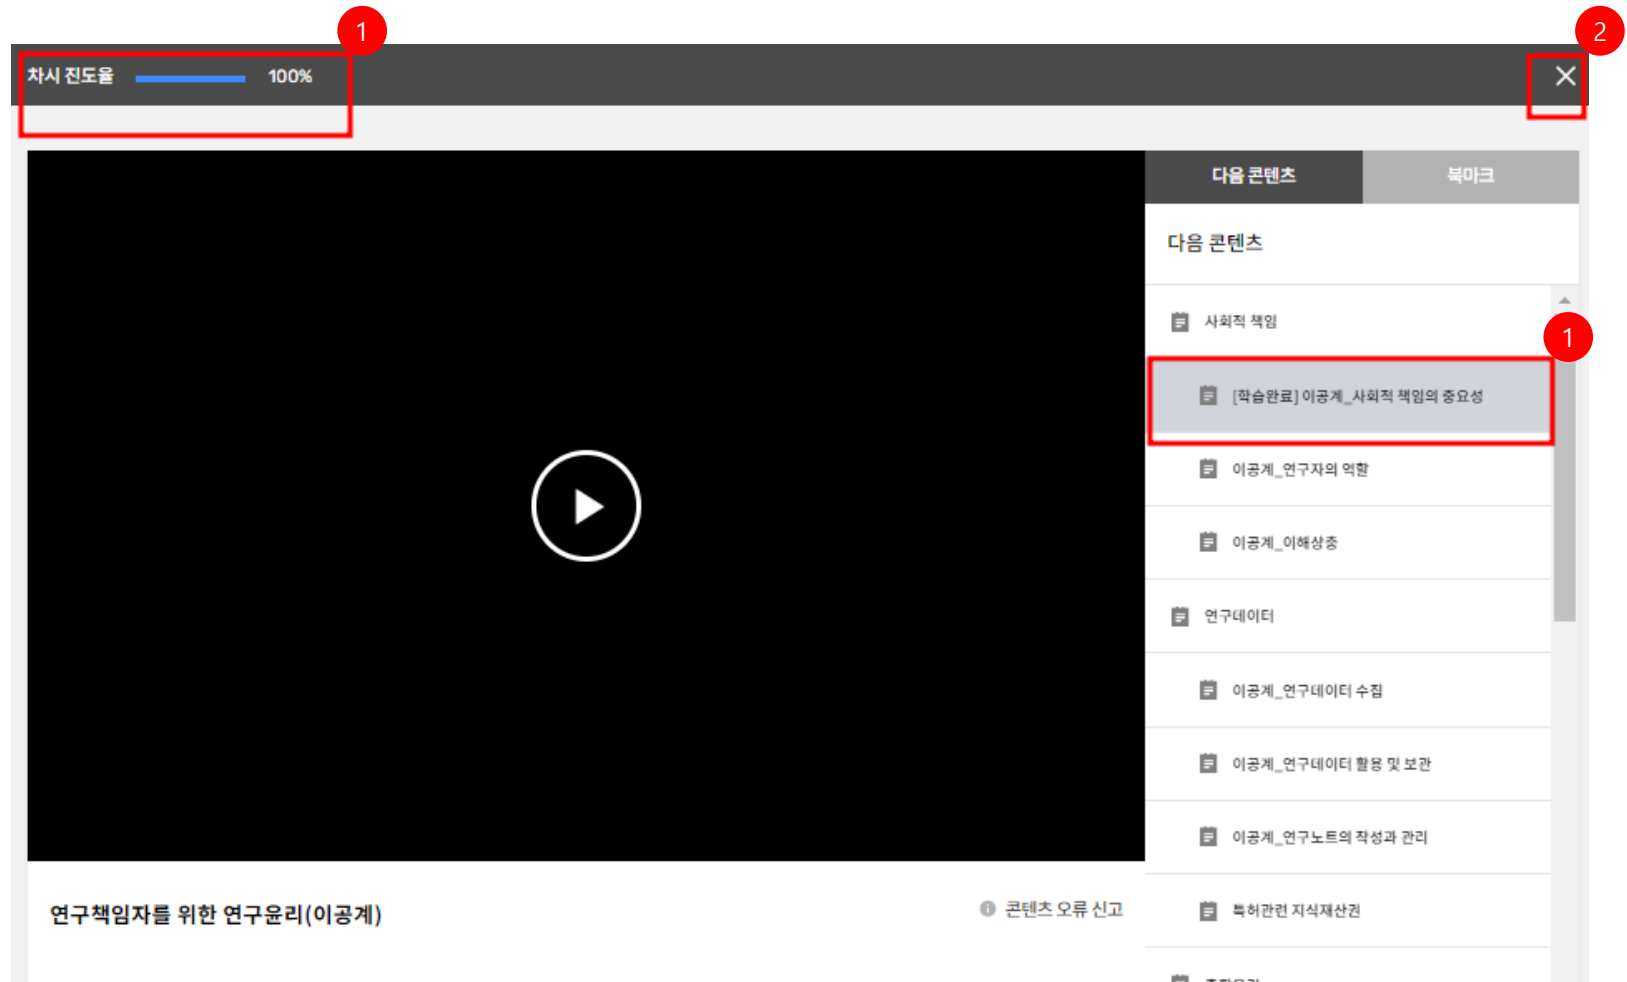 1
2
차시 진도율 100%
다음 콘텐츠 북마크
다음 콘텐츠
사회적 책임
1
[학습완료] 이공계_사회적 책임의 중요성
이공계_연구자의 역할
이공계_이해상충
연구데이터
이공계_연구데이터 수집
이공계_연구데이터 활용 및 보관
이공계_연구노트의 작성과 관리
특허관련 지식재산권
연구책임자를 위한 연구윤리(이공계)
콘텐츠 오류 신고